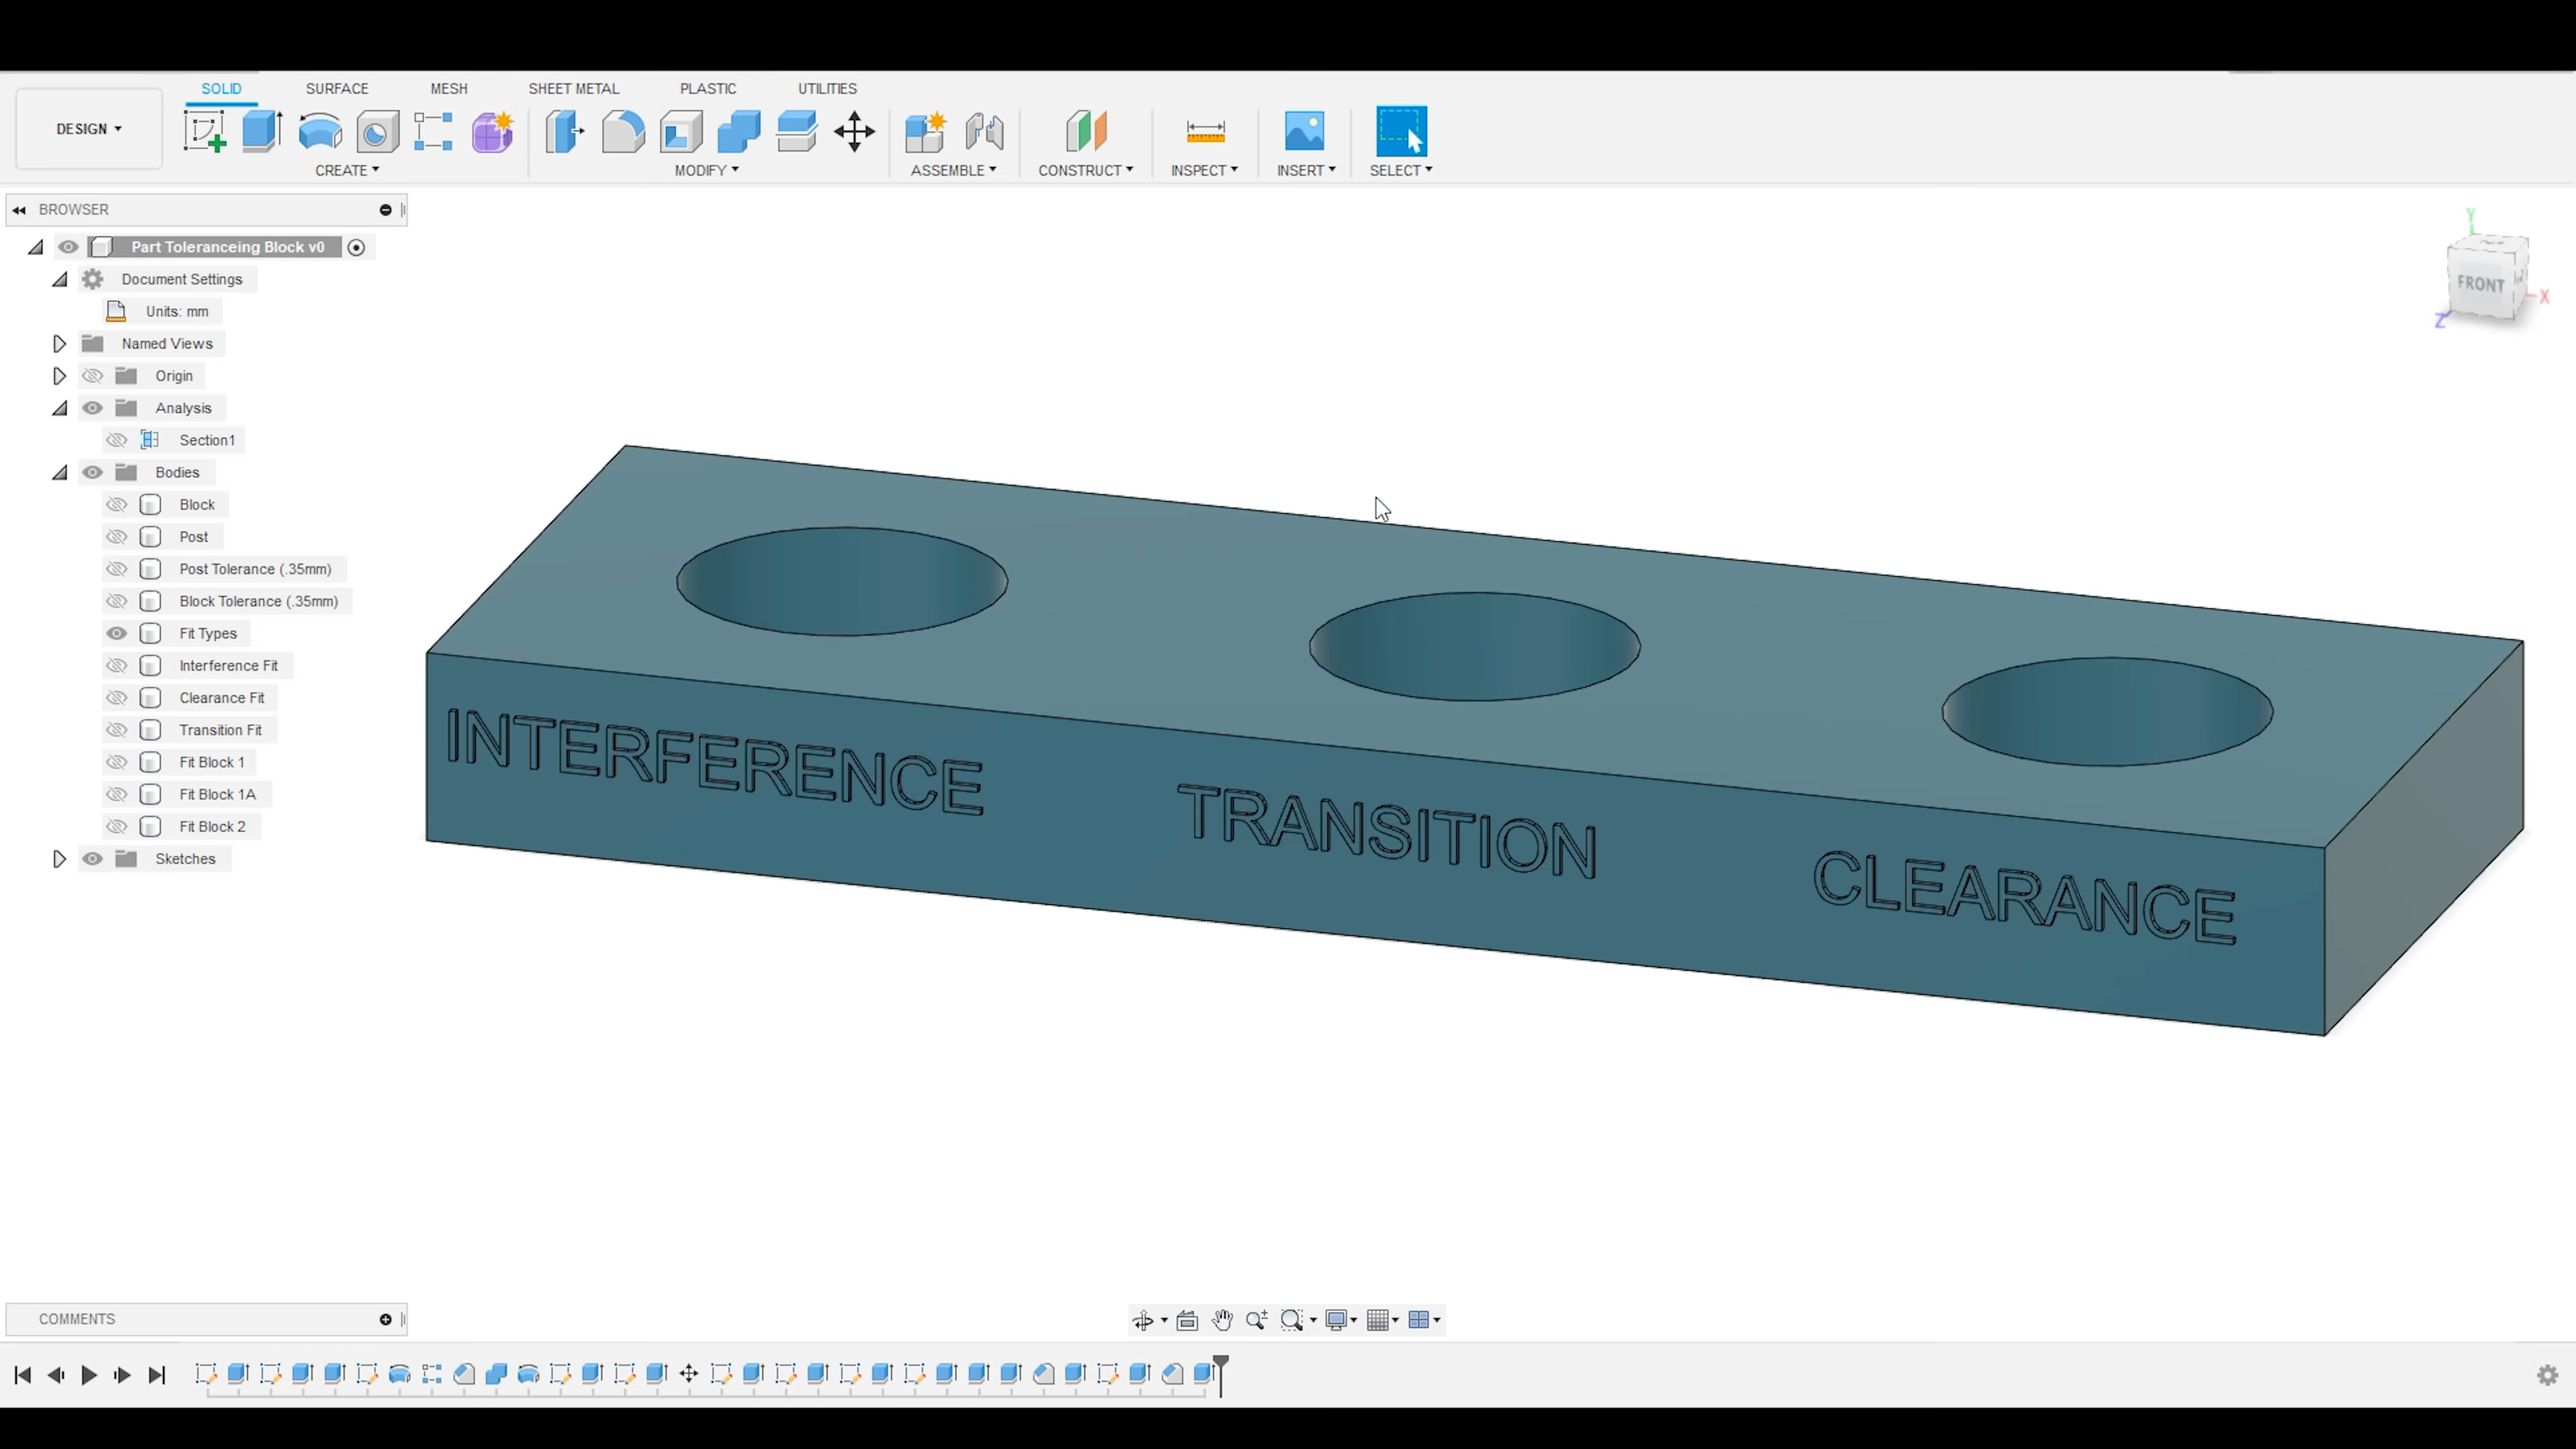 SOLID SURFACE MESH SHEET METAL PLASTIC UTILITIES
DESIGN
CREATE MODIFY ASSEMBLE CONSTRUCT INSPECT INSERT SELECT
BROWSER
Part Toleranceing Block v0
Document Settings
Units: mm
Named Views
Origin
Analysis
Section1
Bodies
Block
Post
Post Tolerance (.35mm)
Block Tolerance (.35mm)
Fit Types
Interference Fit
Clearance Fit
Transition Fit
Fit Block 1
Fit Block 1A
Fit Block 2
Sketches
Y
FRONT
X
Z
INTERFERENCE
TRANSITION
CLEARANCE
COMMENTS